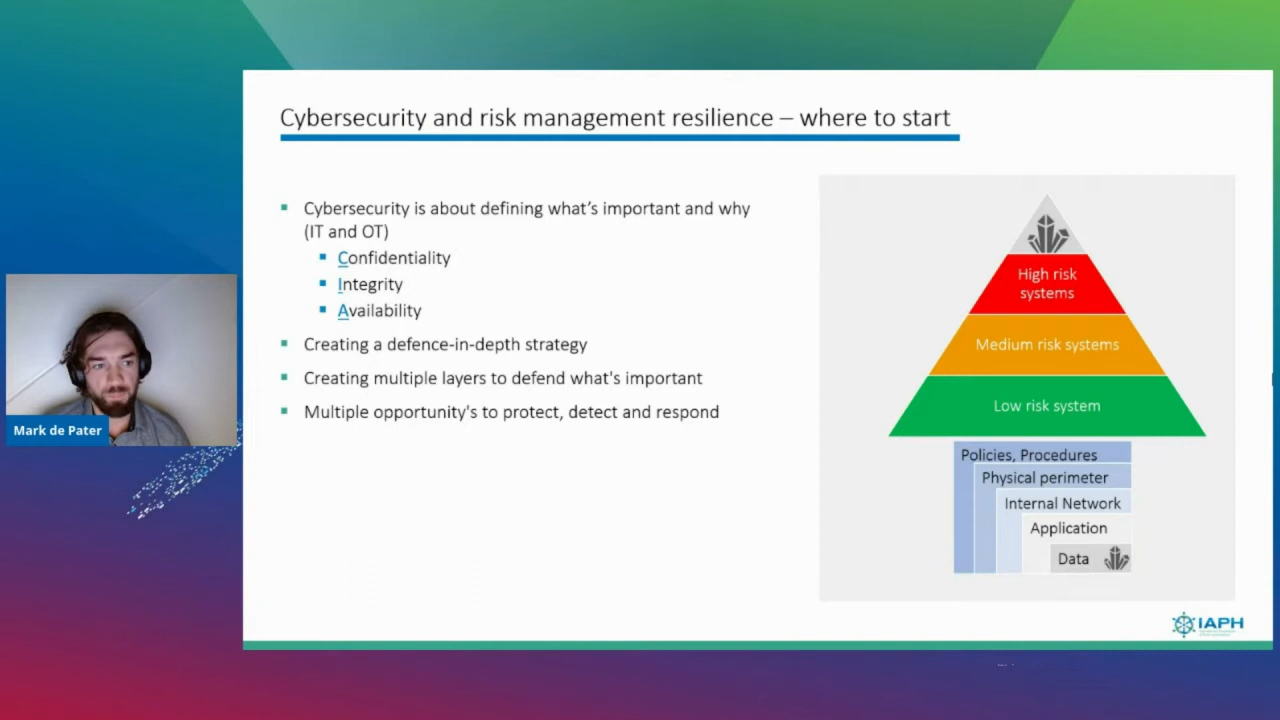 Cybersecurity and risk management resilience – where to start
Cybersecurity is about defining what's important and why
(IT and OT)
Confidentiality
Integrity
Availability
Creating a defence-in-depth strategy
Creating multiple layers to defend what's important
Multiple opportunity's to protect, detect and respond
High risk
systems
Medium risk systems
Low risk system
Policies, Procedures
Physical perimeter
Internal Network
Application
Data
Mark de Pater
IAPH